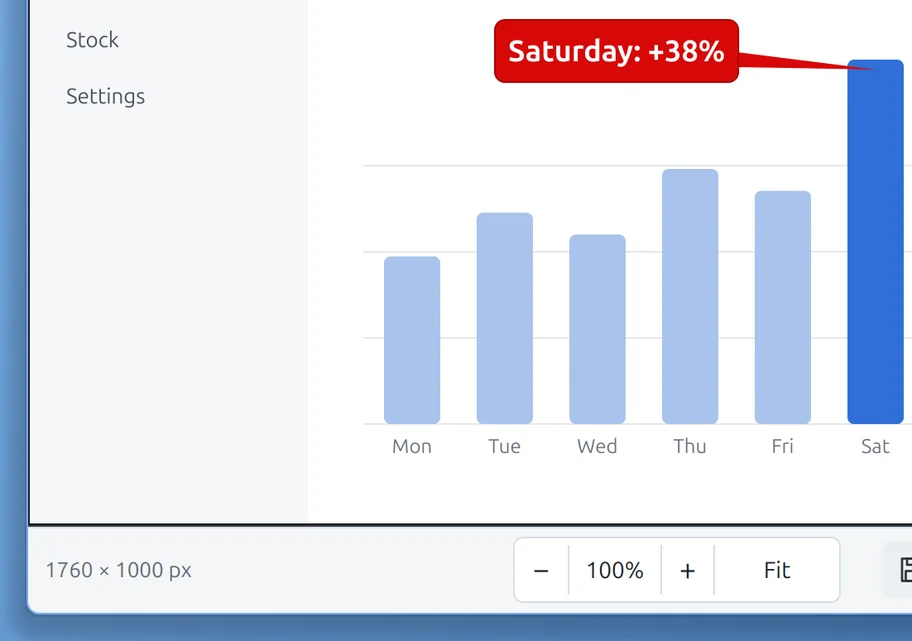 Stock
Settings
Saturday: +38%
Mon Tue Wed Thu Fri Sat
1760 × 1000 px
− 100% + Fit